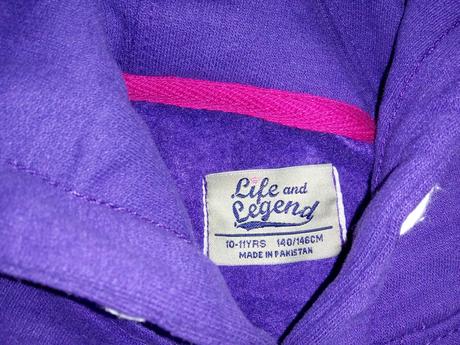 Life and
Legend
10-11YRS 140/146CM
MADE IN PAKISTAN